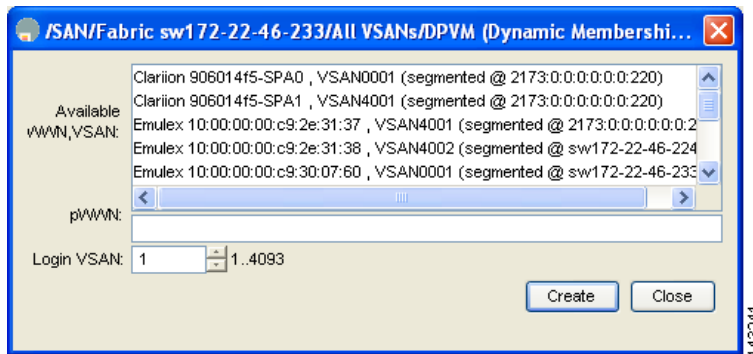 /SAN/Fabric sw172-22-46-233/All VSANs/DPVM (Dynamic Membershi...
Clariion 906014f5-SPA0 , VSAN0001 (segmented @ 2173:0:0:0:0:0:220)
Clariion 906014f5-SPA1 , VSAN4001 (segmented @ 2173:0:0:0:0:0:220)
Available
WWN,VSAN:
Emulex 10:00:00:00:c9:2e:31:37 , VSAN4001 (segmented @ 2173:0:0:0:0:0:2
Emulex 10:00:00:00:c9:2e:31:38 , VSAN4002 (segmented @ sw172-22-46-224
Emulex 10:00:00:00:c9:30:07:60 , VSAN0001 (segmented @ sw172-22-46-233
pWWN:
Login VSAN: 1 1..4093
Create Close